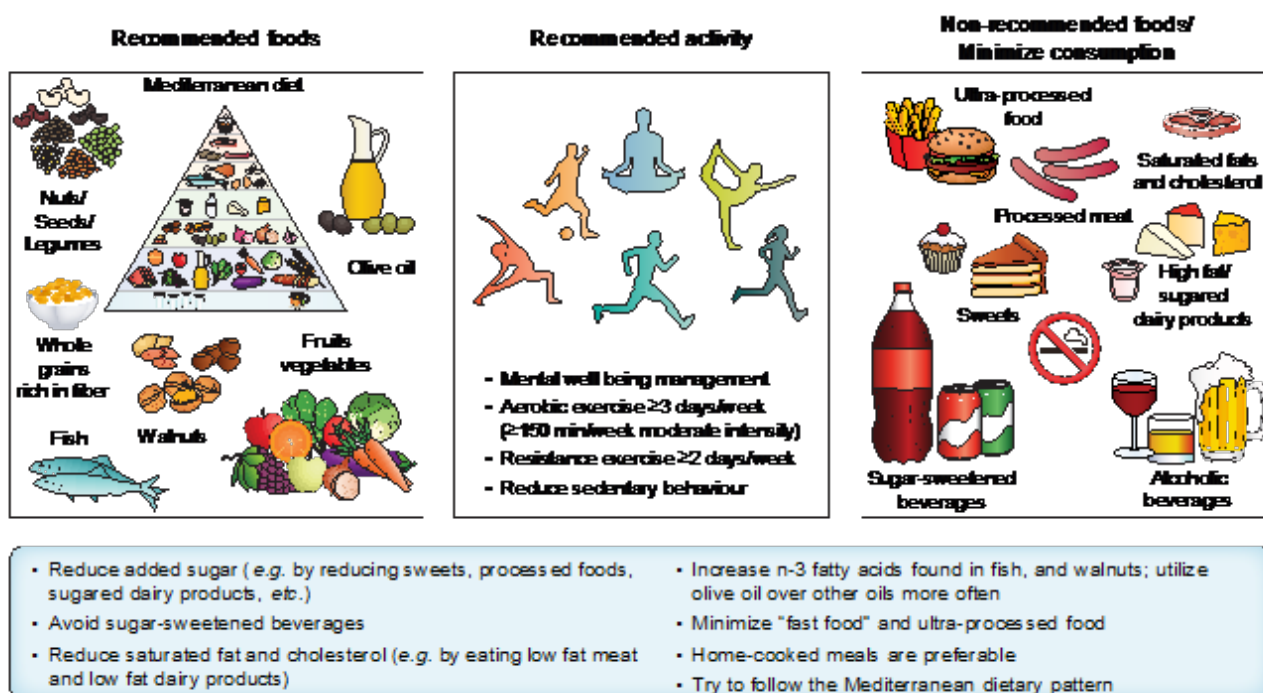 Recommended foods
Mediterranean diet
Nuts/
Seeds/
Legumes
Olive oil
Whole
grains
rich in fiber
Fruits
vegetables
Walnuts
Fish
Recommended activity
- Mental well being management
- Aerobic exercise ≥3 days/week
(≥150 min/week moderate intensity)
- Resistance exercise ≥2 days/week
- Reduce sedentary behaviour
Non-recommended foods/
Minimize consumption
Ultra-processed
food
Saturated fats
and cholesterol
Processed meat
High fat/
sugared
dairy products
Sweets
Sugar-sweetened
beverages
Alcoholic
beverages
• Reduce added sugar (e.g. by reducing sweets, processed foods,
sugared dairy products, etc.)
• Avoid sugar-sweetened beverages
• Reduce saturated fat and cholesterol (e.g. by eating low fat meat
and low fat dairy products)
• Increase n-3 fatty acids found in fish, and walnuts; utilize
olive oil over other oils more often
• Minimize "fast food" and ultra-processed food
• Home-cooked meals are preferable
• Try to follow the Mediterranean dietary pattern